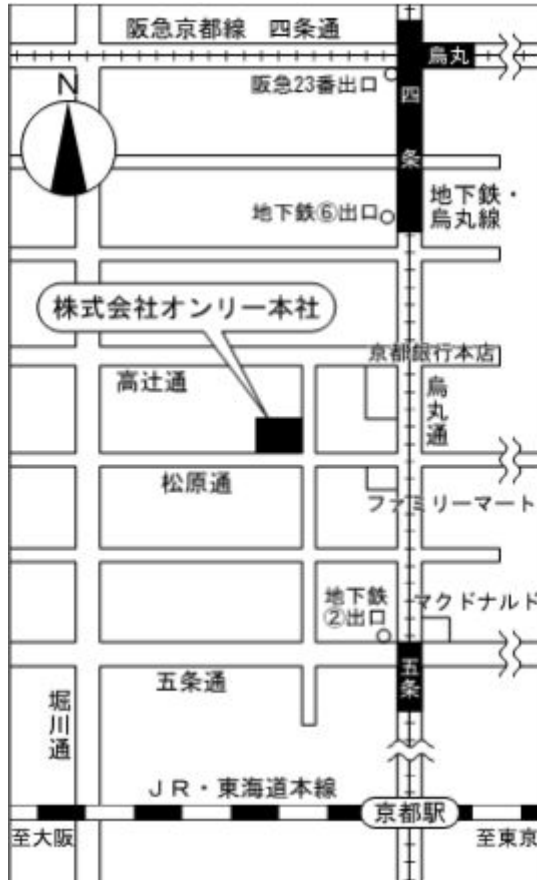 阪急京都線　四条通
烏丸
N
阪急23番出口
四条
地下鉄⑥出口
地下鉄・
烏丸線
株式会社オンリー本社
京都銀行本店
高辻通
烏丸通
松原通
ファミリーマート
地下鉄
②出口
マクドナルド
五条
五条通
堀川通
JR・東海道本線
京都駅
至大阪
至東京